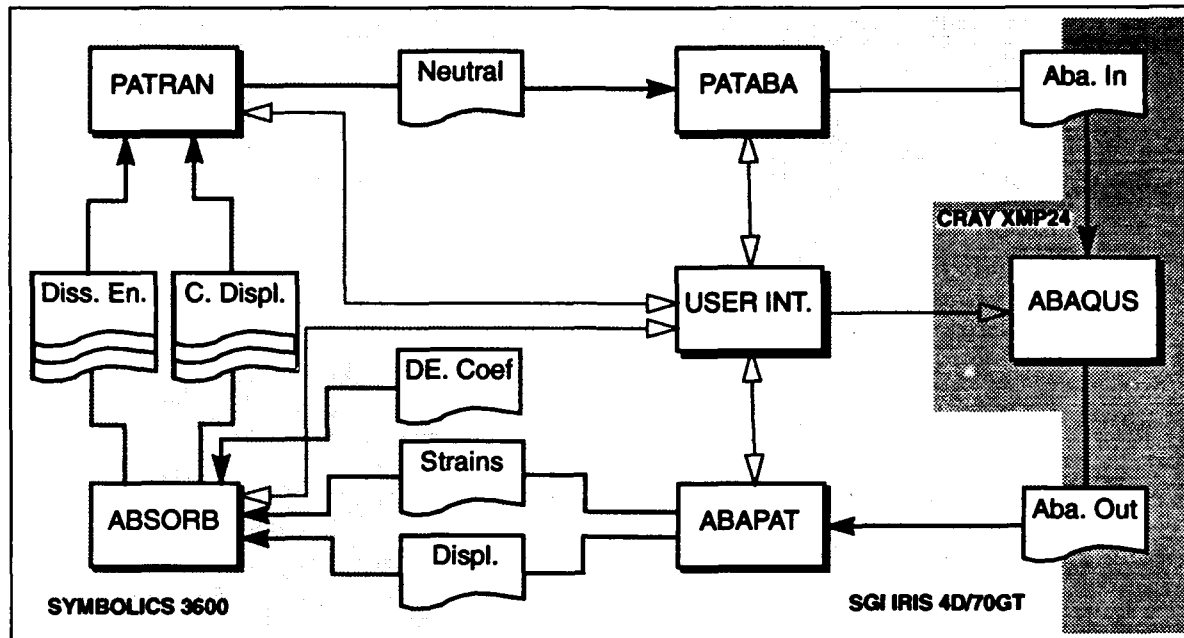 PATRAN
Neutral
PATABA
Aba. In
CRAY XMP24
Diss. En.
C. Displ.
USER INT.
ABAQUS
DE. Coef
Strains
ABSORB
ABAPAT
Aba. Out
Displ.
SYMBOLICS 3600
SGI IRIS 4D/70GT